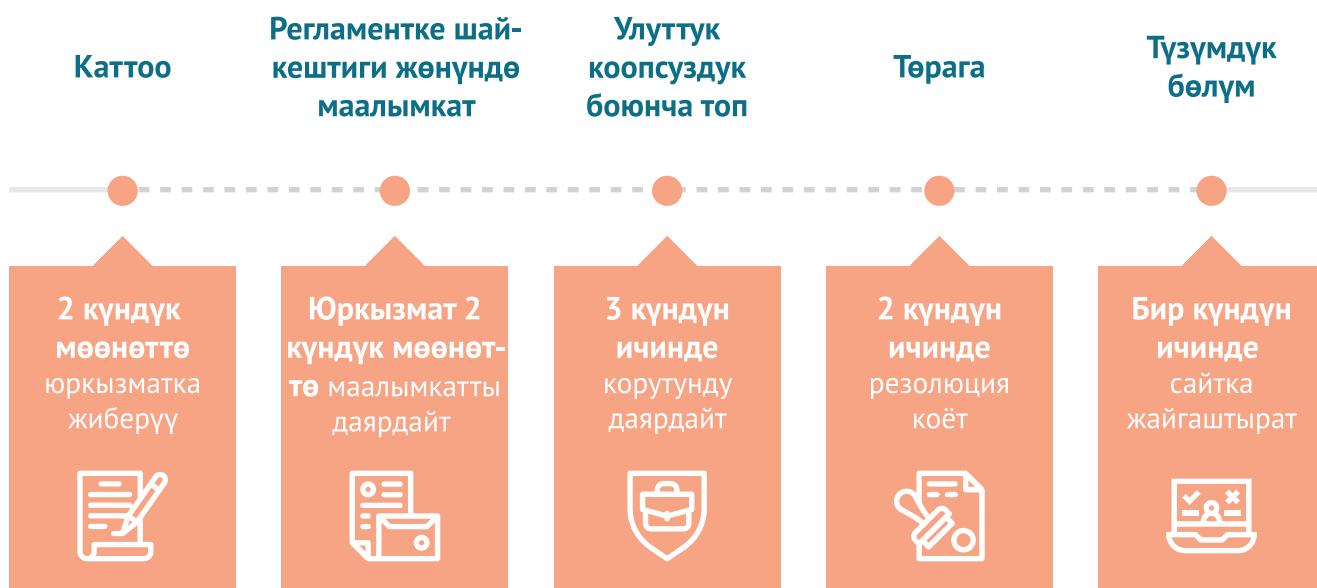 Каттоо
Регламентке шай-
кештиги жөнүндө
маалымкат
Улуттук
коопсуздук
боюнча топ
Төрага
Түзүмдүк
бөлүм
2 күндүк
мөөнөттө
юркызматка
жиберүү
Юркызмат 2
күндүк мөөнөт-
тө маалымкатты
даярдайт
3 күндүн
ичинде
корутунду
даярдайт
2 күндүн
ичинде
резолюция
коёт
Бир күндүн
ичинде
сайтка
жайгаштырат